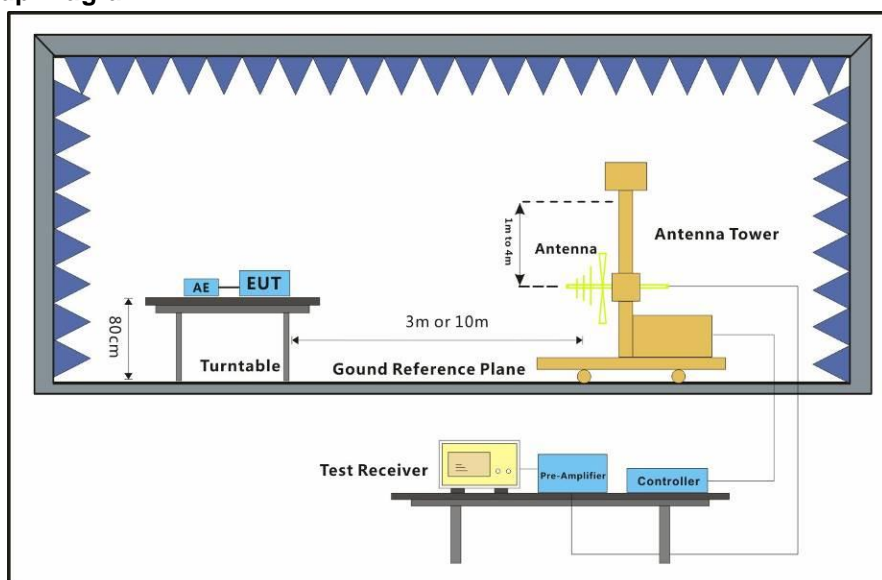 1m to 4m
Antenna
Antenna Tower
AE
EUT
80cm
3m or 10m
Turntable
Gound Reference Plane
Test Receiver
Pre-Amplifier
Controller